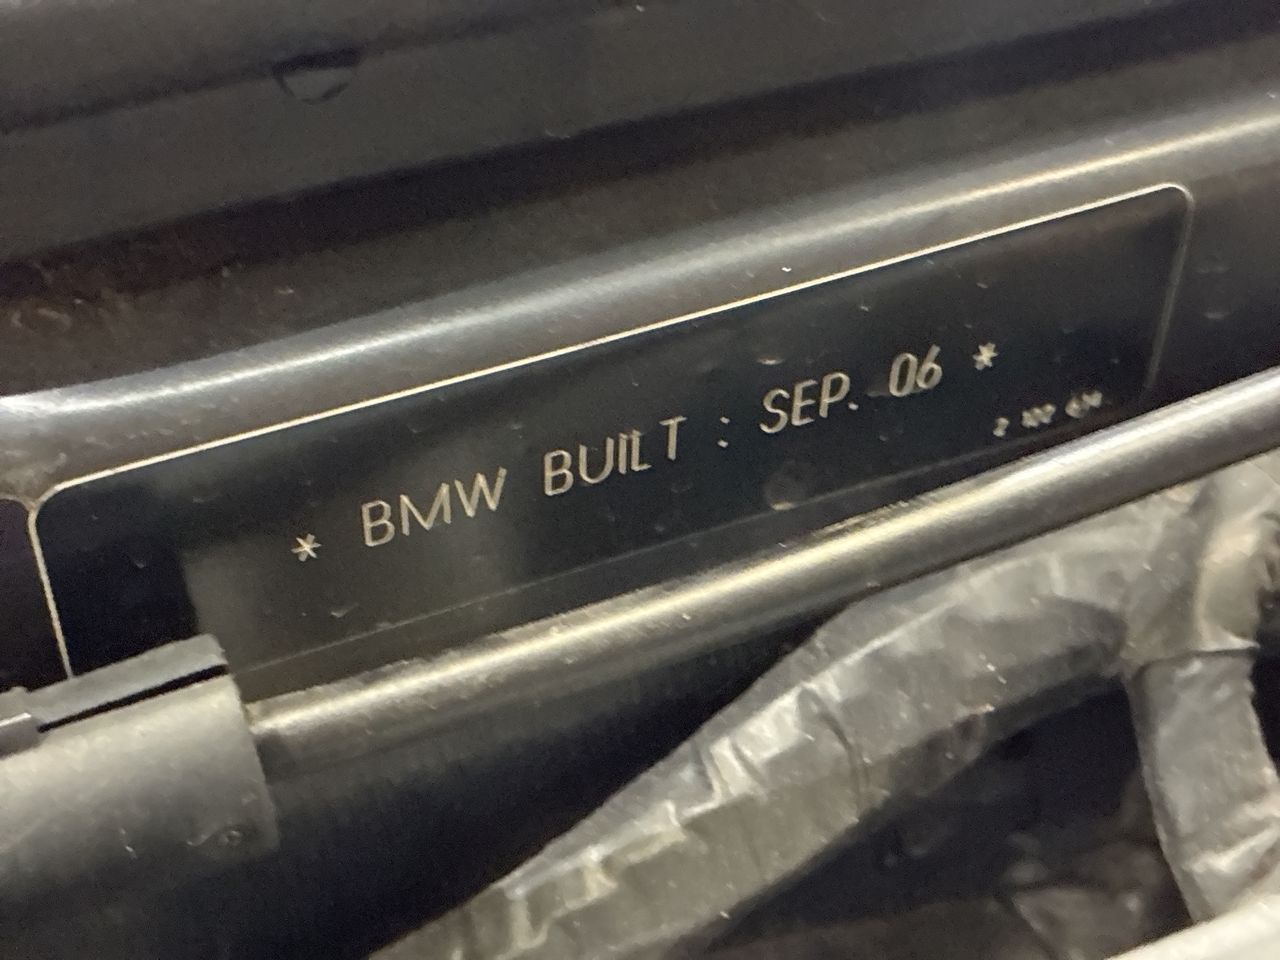 * BMW BUILT : SEP. 06 *